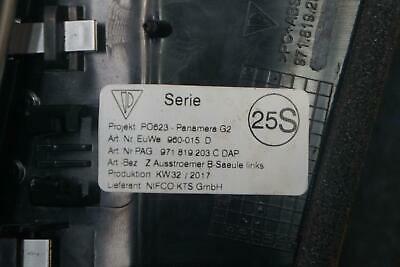 Serie
25S
Projekt PO623 - Panamera G2
Art. Nr. EuWe 960-015 D
Art. Nr PAG 971 819 203 C DAP
Art-Bez Z Ausstroemer B-Saeule links
Produktion KW32 / 2017
Lieferant NIFCO KTS GmbH
971.819.2